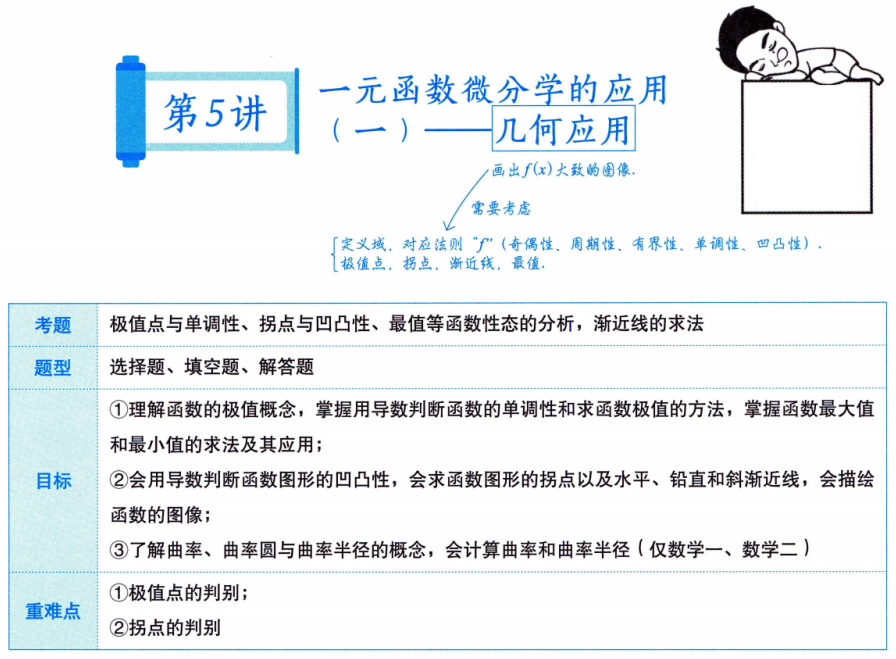 第5讲
一元函数微分学的应用
（一）——几何应用
画出f(x)大致的图像.
需要考虑
定义域，对应法则“f”（奇偶性、周期性、有界性、单调性、凹凸性）.
极值点，拐点，渐近线，最值.
考题 极值点与单调性、拐点与凹凸性、最值等函数性态的分析，渐近线的求法
题型 选择题、填空题、解答题
目标 ①理解函数的极值概念，掌握用导数判断函数的单调性和求函数极值的方法，掌握函数最大值
和最小值的求法及其应用；
②会用导数判断函数图形的凹凸性，会求函数图形的拐点以及水平、铅直和斜渐近线，会描绘
函数的图像；
③了解曲率、曲率圆与曲率半径的概念，会计算曲率和曲率半径（仅数学一、数学二）
重难点 ①极值点的判别；
②拐点的判别